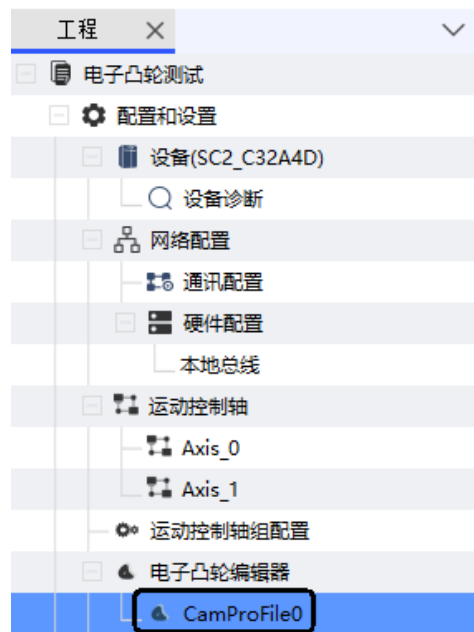 工程
电子凸轮测试
配置和设置
设备(SC2_C32A4D)
设备诊断
网络配置
通讯配置
硬件配置
本地总线
运动控制轴
Axis_0
Axis_1
运动控制轴组配置
电子凸轮编辑器
CamProFile0